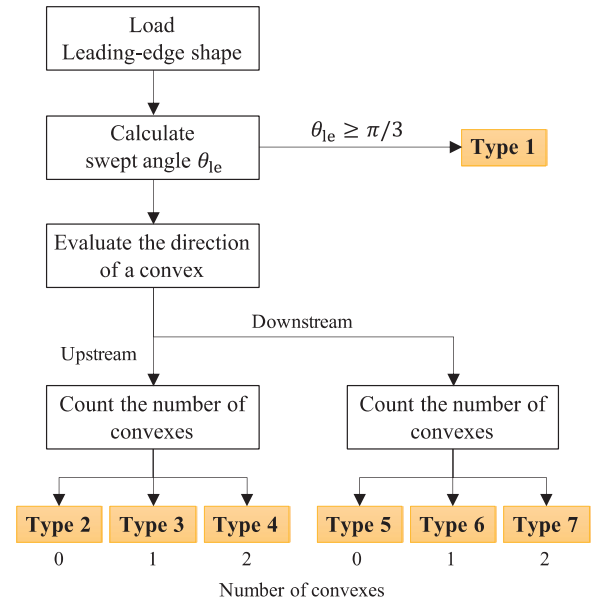 Load
Leading-edge shape
Calculate
swept angle θle
θle ≥ π/3
Type 1
Evaluate the direction
of a convex
Downstream
Upstream
Count the number of
convexes
Count the number of
convexes
Type 2
Type 3
Type 4
Type 5
Type 6
Type 7
0
1
2
0
1
2
Number of convexes